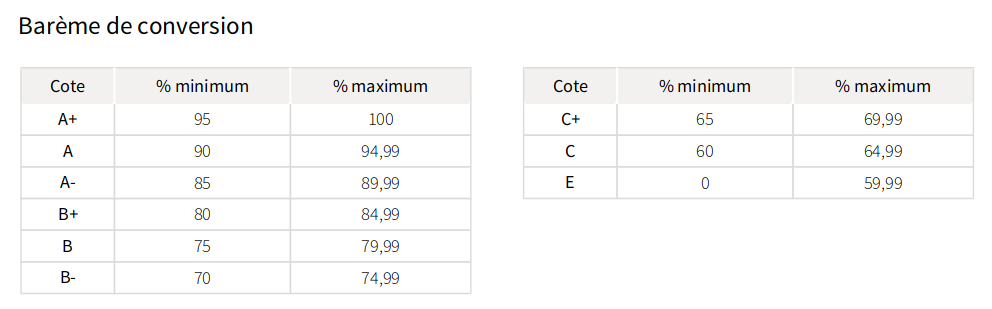 Barème de conversion
Cote % minimum % maximum
A+ 95 100
A 90 94,99
A- 85 89,99
B+ 80 84,99
B 75 79,99
B- 70 74,99
Cote % minimum % maximum
C+ 65 69,99
C 60 64,99
E 0 59,99